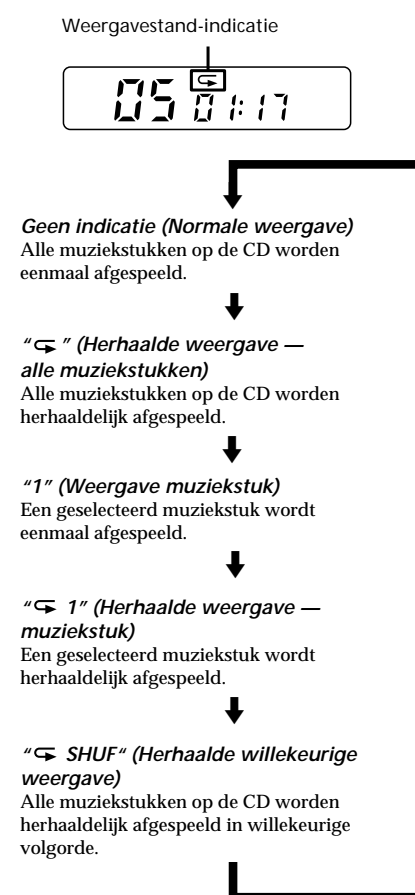 Weergavestand-indicatie
05 01:17
Geen indicatie (Normale weergave)
Alle muziekstukken op de CD worden
eenmaal afgespeeld.
“ ” (Herhaalde weergave —
alle muziekstukken)
Alle muziekstukken op de CD worden
herhaaldelijk afgespeeld.
“1” (Weergave muziekstuk)
Een geselecteerd muziekstuk wordt
eenmaal afgespeeld.
“ 1” (Herhaalde weergave —
muziekstuk)
Een geselecteerd muziekstuk wordt
herhaaldelijk afgespeeld.
“ SHUF“ (Herhaalde willekeurige
weergave)
Alle muziekstukken op de CD worden
herhaaldelijk afgespeeld in willekeurige
volgorde.